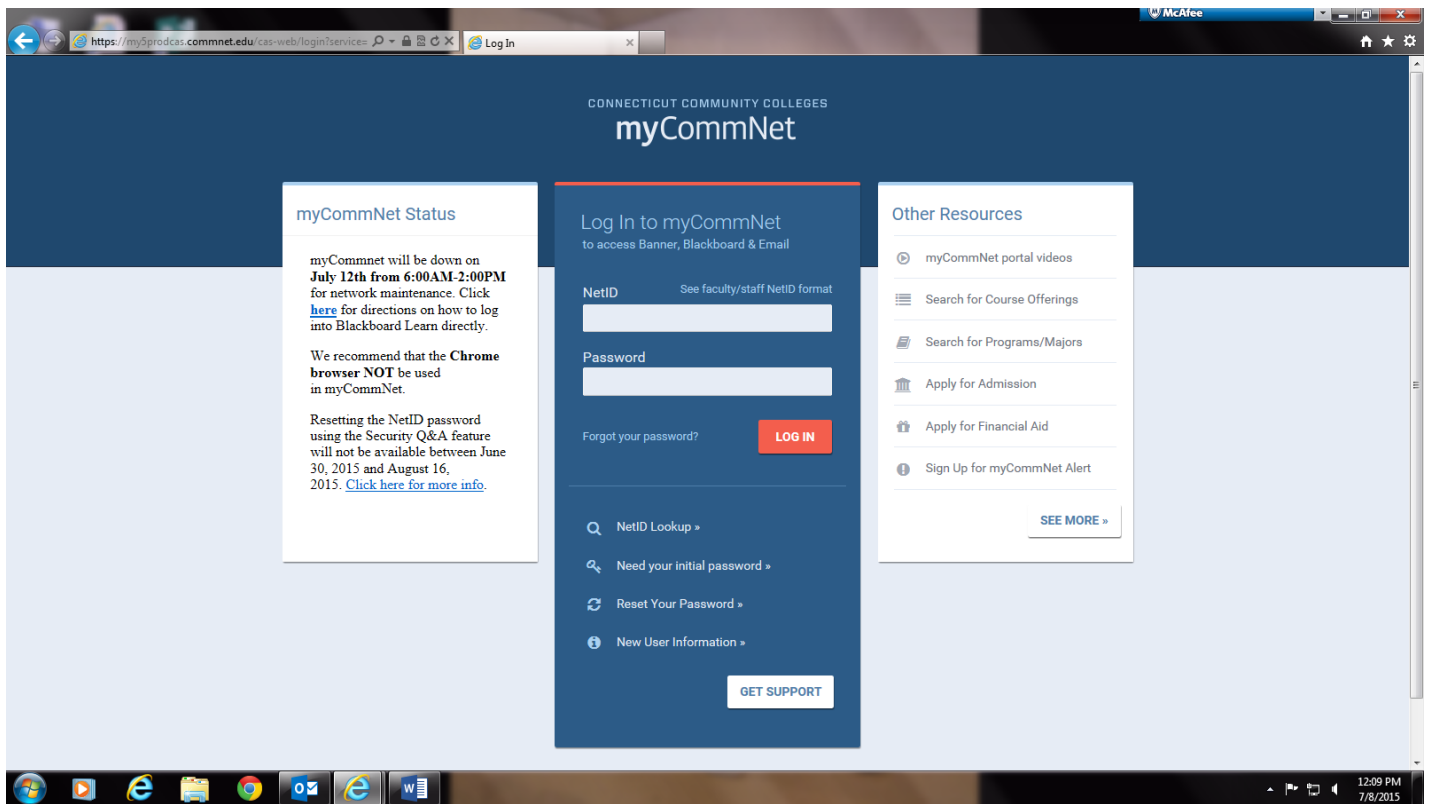 McAfee
https://my5prodcas.commnet.edu/cas-web/login?service=
Log In
CONNECTICUT COMMUNITY COLLEGES
myCommNet
myCommNet Status
myCommnet will be down on
July 12th from 6:00AM-2:00PM
for network maintenance. Click
here for directions on how to log
into Blackboard Learn directly.
We recommend that the Chrome
browser NOT be used
in myCommNet.
Resetting the NetID password
using the Security Q&A feature
will not be available between June
30, 2015 and August 16,
2015. Click here for more info.
Log In to myCommNet
to access Banner, Blackboard & Email
NetID
See faculty/staff NetID format
Password
Forgot your password?
LOG IN
NetID Lookup »
Need your initial password »
Reset Your Password »
New User Information »
GET SUPPORT
Other Resources
myCommNet portal videos
Search for Course Offerings
Search for Programs/Majors
Apply for Admission
Apply for Financial Aid
Sign Up for myCommNet Alert
SEE MORE »
12:09 PM
7/8/2015